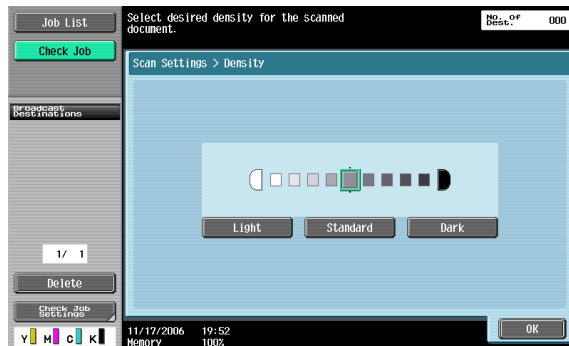 Job List
Check Job
Broadcast
Destinations
1/ 1
Delete
Check Job
Settings
Y M C K
Select desired density for the scanned
document.
No. of
Dest. 000
Scan Settings > Density
Light Standard Dark
11/17/2006 19:52
Memory 100%
OK